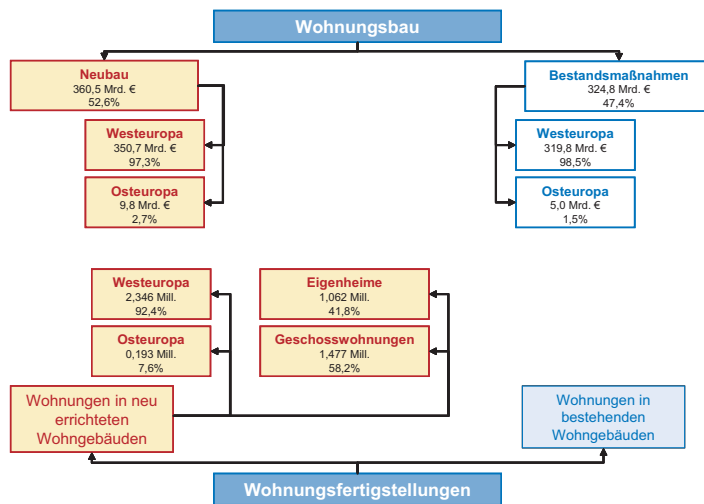 Wohnungsbau
Neubau
360,5 Mrd. €
52,6%
Bestandsmaßnahmen
324,8 Mrd. €
47,4%
Westeuropa
350,7 Mrd. €
97,3%
Westeuropa
319,8 Mrd. €
98,5%
Osteuropa
9,8 Mrd. €
2,7%
Osteuropa
5,0 Mrd. €
1,5%
Westeuropa
2,346 Mill.
92,4%
Eigenheime
1,062 Mill.
41,8%
Osteuropa
0,193 Mill.
7,6%
Geschosswohnungen
1,477 Mill.
58,2%
Wohnungen in neu
errichteten
Wohngebäuden
Wohnungen in
bestehenden
Wohngebäuden
Wohnungsfertigstellungen